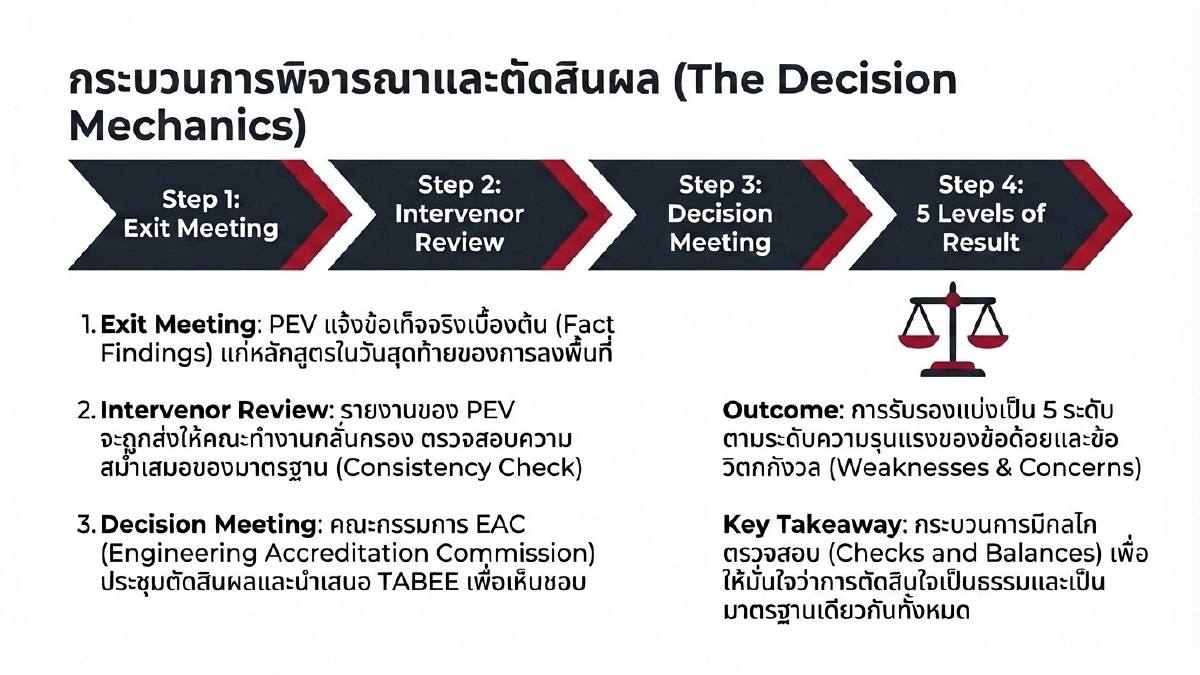 กระบวนการพิจารณาและตัดสินผล (The Decision
Mechanics)
Step 1:
Exit Meeting
Step 2:
Intervenor
Review
Step 3:
Decision
Meeting
Step 4:
5 Levels of
Result
1. Exit Meeting: PEV แจ้งข้อเท็จจริงเบื้องต้น (Fact
Findings) แก่หลักสูตรในวันสุดท้ายของการลงพื้นที่
2. Intervenor Review: รายงานของ PEV
จะถูกส่งให้คณะทำงานกลั่นกรอง ตรวจสอบความ
สม่ำเสมอของมาตรฐาน (Consistency Check)
3. Decision Meeting: คณะกรรมการ EAC
(Engineering Accreditation Commission)
ประชุมตัดสินผลและนำเสนอ TABEE เพื่อเห็นชอบ
Outcome: การรับรองแบ่งเป็น 5 ระดับ
ตามระดับความรุนแรงของข้อด้อยและข้อ
วิตกกังวล (Weaknesses & Concerns)
Key Takeaway: กระบวนการมีกลไก
ตรวจสอบ (Checks and Balances) เพื่อ
ให้มั่นใจว่าการตัดสินใจเป็นธรรมและเป็น
มาตรฐานเดียวกันทั้งหมด